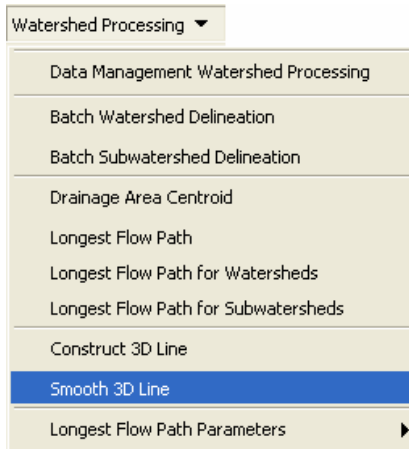 Watershed Processing
Data Management Watershed Processing
Batch Watershed Delineation
Batch Subwatershed Delineation
Drainage Area Centroid
Longest Flow Path
Longest Flow Path for Watersheds
Longest Flow Path for Subwatersheds
Construct 3D Line
Smooth 3D Line
Longest Flow Path Parameters